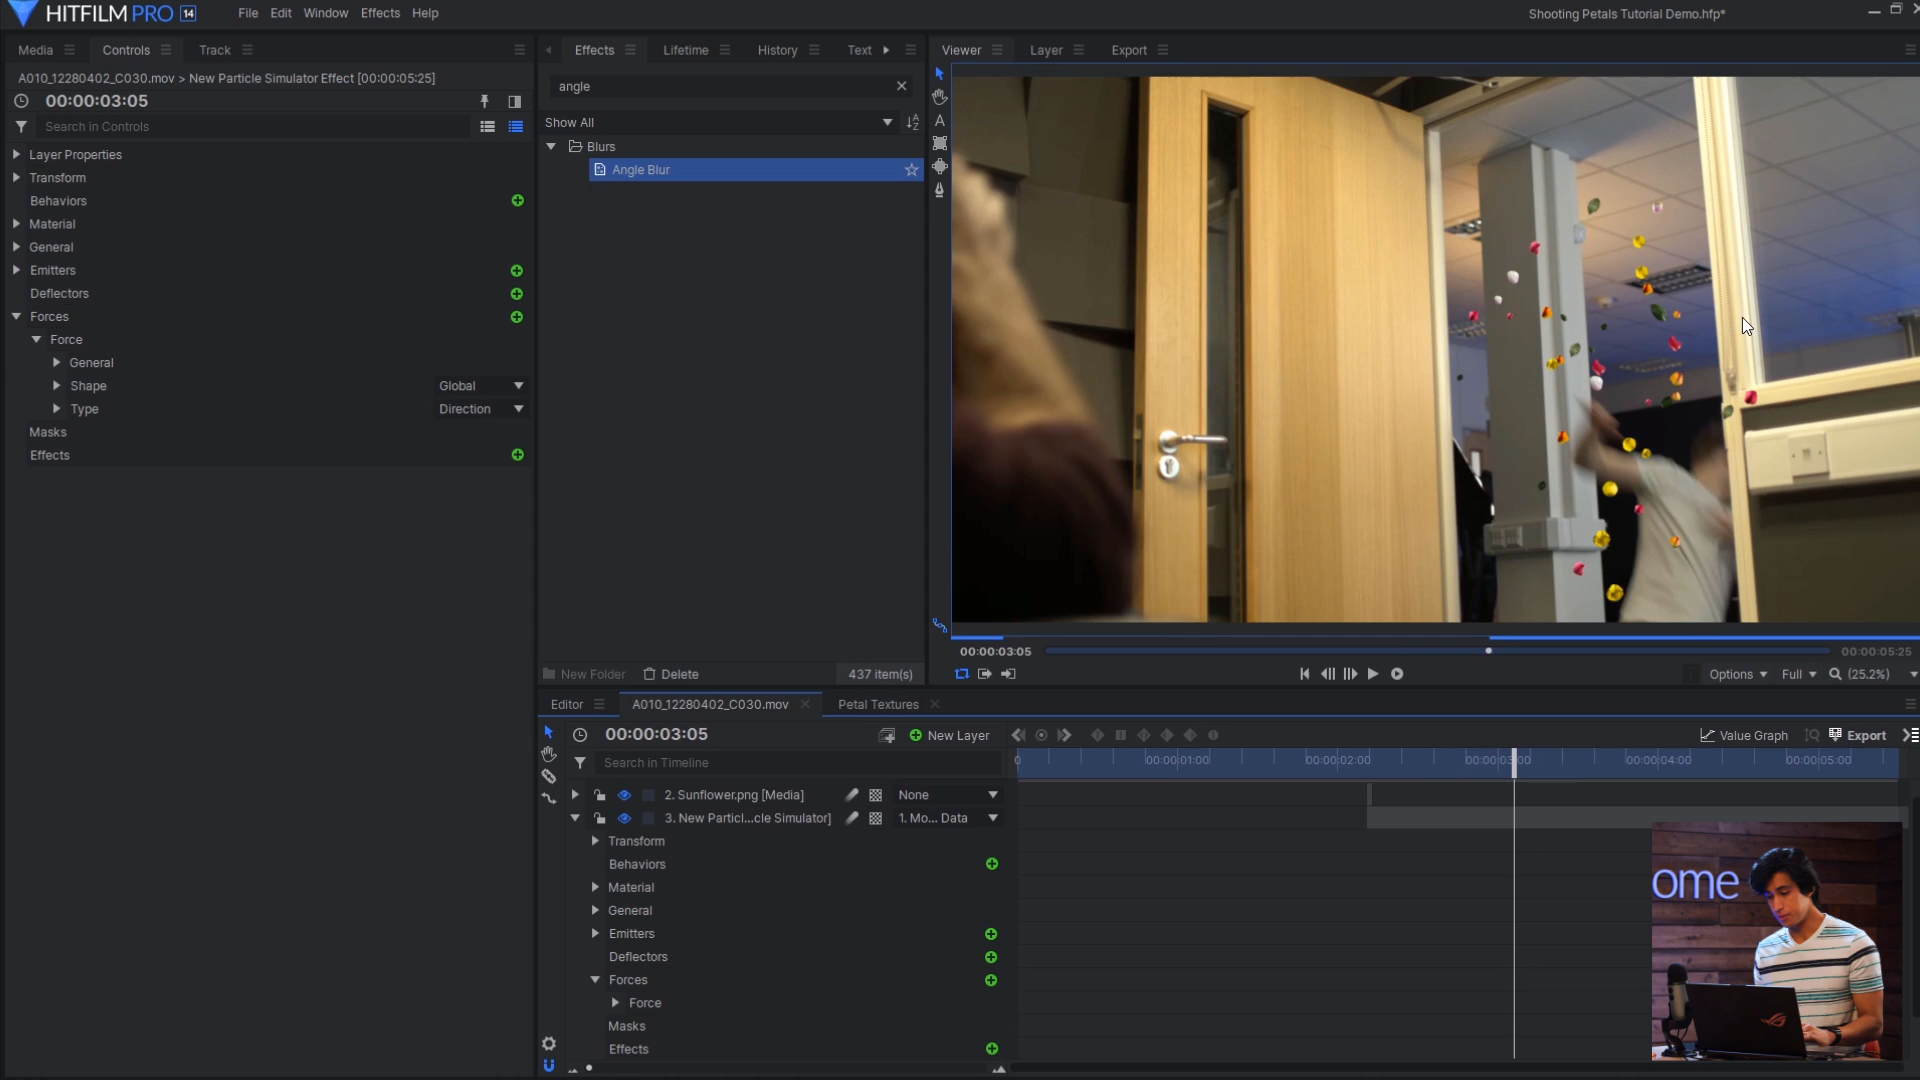 HITFILM PRO 14
File Edit Window Effects Help
Shooting Petals Tutorial Demo.hfp*
Media Controls Track
A010_12280402_C030.mov > New Particle Simulator Effect [00:00:05:25]
00:00:03:05
Search in Controls
Layer Properties
Transform
Behaviors
Material
General
Emitters
Deflectors
Forces
Force
General
Shape Global
Type Direction
Masks
Effects
Effects Lifetime History Text
angle
Show All
Blurs
Angle Blur
New Folder Delete 437 item(s)
Viewer Layer Export
00:00:03:05
00:00:05:25
Options Full (25.2%)
Editor A010_12280402_C030.mov Petal Textures
00:00:03:05 New Layer
Value Graph Export
Search in Timeline
0 00:00:01:00 00:00:02:00 00:00:03:00 00:00:04:00 00:00:05:00
2. Sunflower.png [Media] None
3. New Particl...cle Simulator] 1. Mo... Data
Transform
Behaviors
Material
General
Emitters
Deflectors
Forces
Force
Masks
Effects
ome